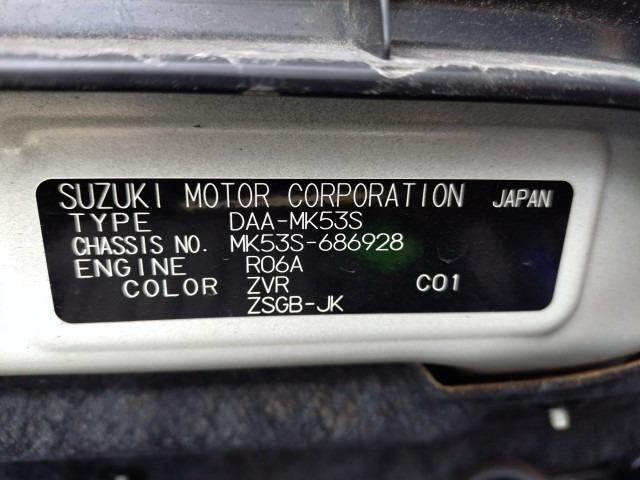 SUZUKI MOTOR CORPORATION JAPAN
TYPE DAA-MK53S
CHASSIS NO. MK53S-686928
ENGINE R06A
COLOR ZVR C01
ZSGB-JK